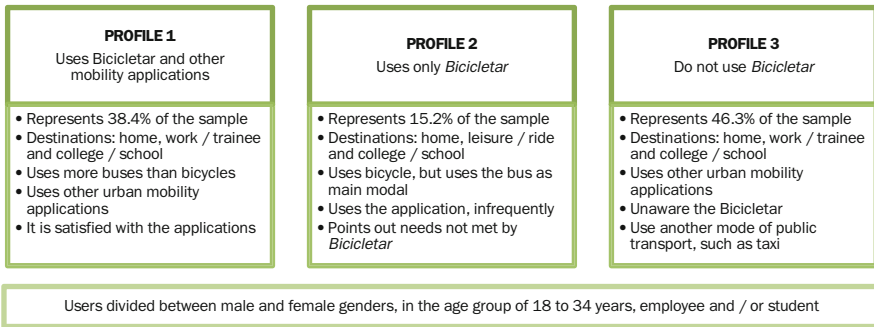 PROFILE 1
Uses Bicicletar and other
mobility applications
• Represents 38.4% of the sample
• Destinations: home, work / trainee
and college / school
• Uses more buses than bicycles
• Uses other urban mobility
applications
• It is satisfied with the applications
PROFILE 2
Uses only Bicicletar
• Represents 15.2% of the sample
• Destinations: home, leisure / ride
and college / school
• Uses bicycle, but uses the bus as
main modal
• Uses the application, infrequently
• Points out needs not met by
Bicicletar
PROFILE 3
Do not use Bicicletar
• Represents 46.3% of the sample
• Destinations: home, work / trainee
and college / school
• Uses other urban mobility
applications
• Unaware the Bicicletar
• Use another mode of public
transport, such as taxi
Users divided between male and female genders, in the age group of 18 to 34 years, employee and / or student